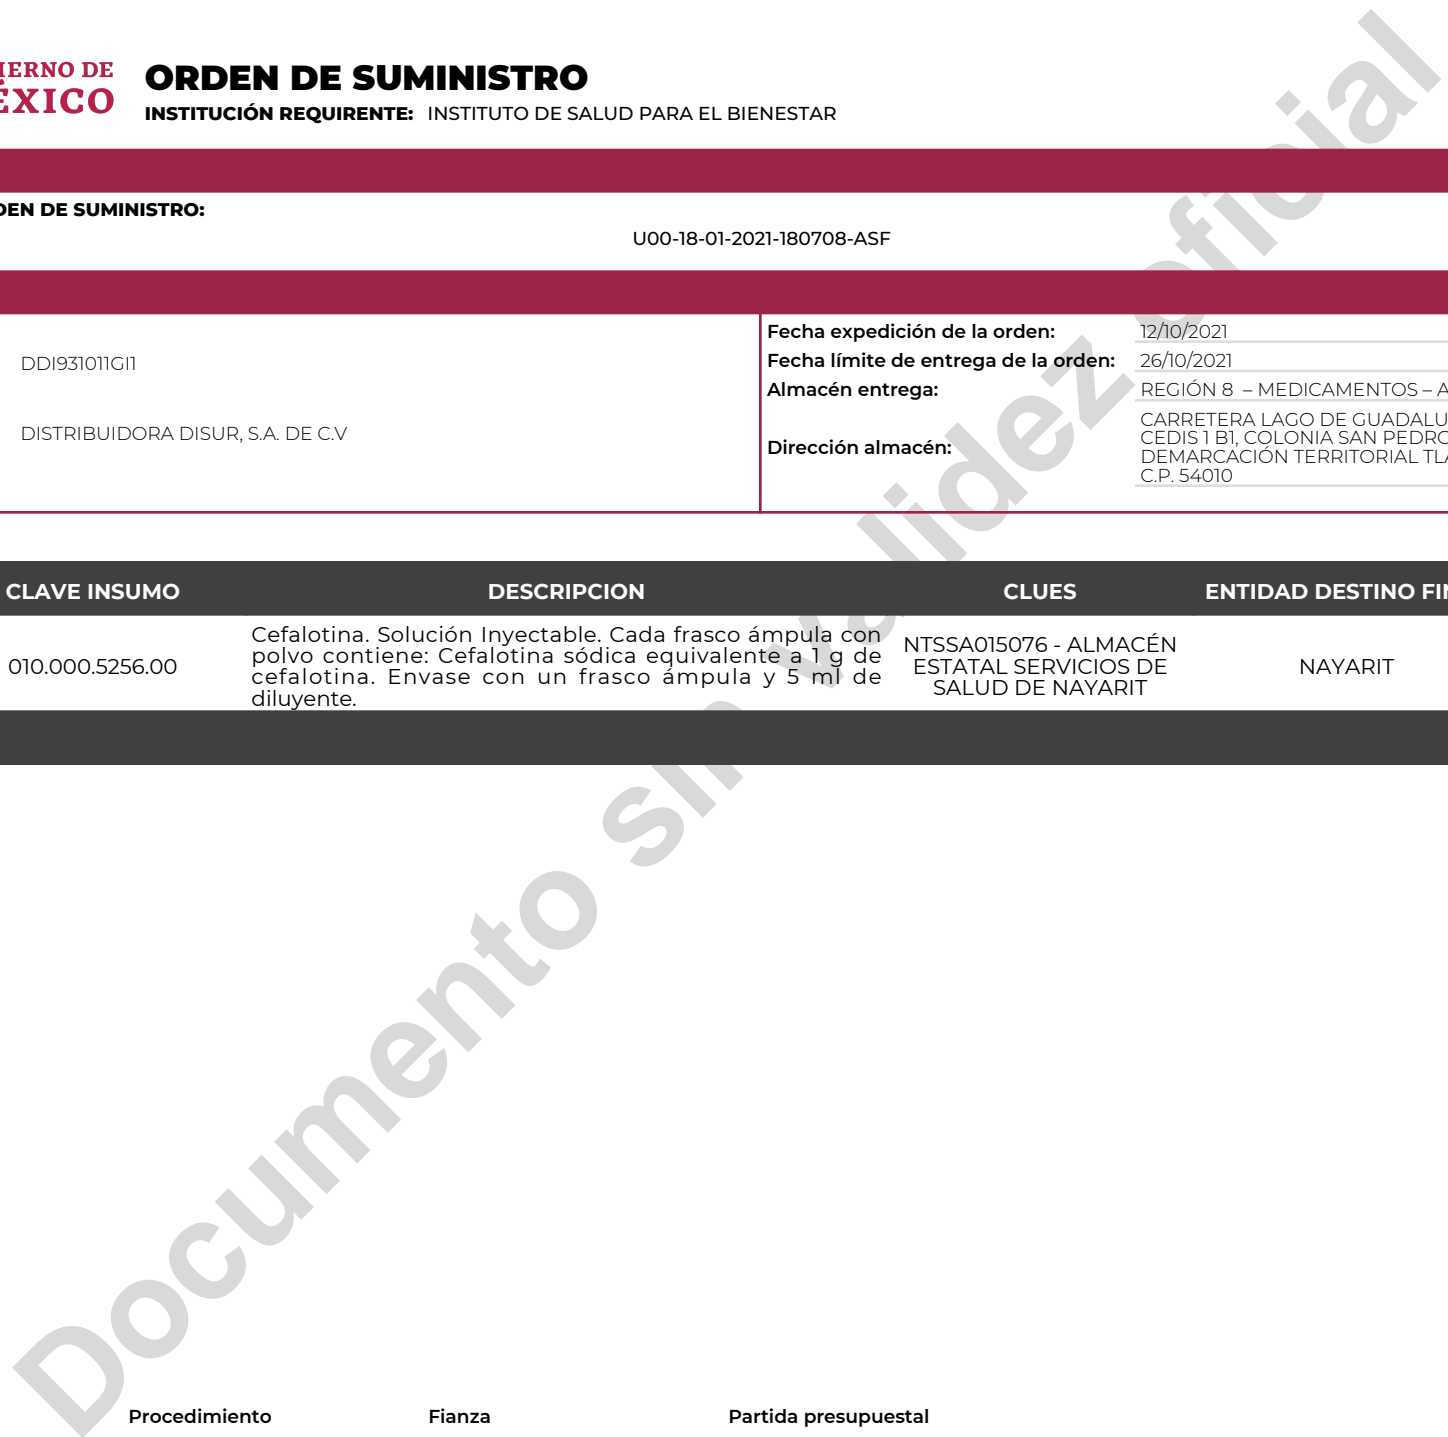 IERNO DE
ÉXICO
ORDEN DE SUMINISTRO
INSTITUCIÓN REQUIRENTE: INSTITUTO DE SALUD PARA EL BIENESTAR
DEN DE SUMINISTRO:
U00-18-01-2021-180708-ASF
DDI931011GI1
DISTRIBUIDORA DISUR, S.A. DE C.V
Fecha expedición de la orden: 12/10/2021
Fecha límite de entrega de la orden: 26/10/2021
Almacén entrega: REGIÓN 8 – MEDICAMENTOS – A
Dirección almacén:
CARRETERA LAGO DE GUADALU
CEDIS 1 B1, COLONIA SAN PEDRO
DEMARCACIÓN TERRITORIAL TLA
C.P. 54010
CLAVE INSUMO DESCRIPCION CLUES ENTIDAD DESTINO FIN
010.000.5256.00
Cefalotina. Solución Inyectable. Cada frasco ámpula con
polvo contiene: Cefalotina sódica equivalente a 1 g de
cefalotina. Envase con un frasco ámpula y 5 ml de
diluyente.
NTSSA015076 - ALMACÉN
ESTATAL SERVICIOS DE
SALUD DE NAYARIT
NAYARIT
Documento sin validez oficial
Procedimiento Fianza Partida presupuestal